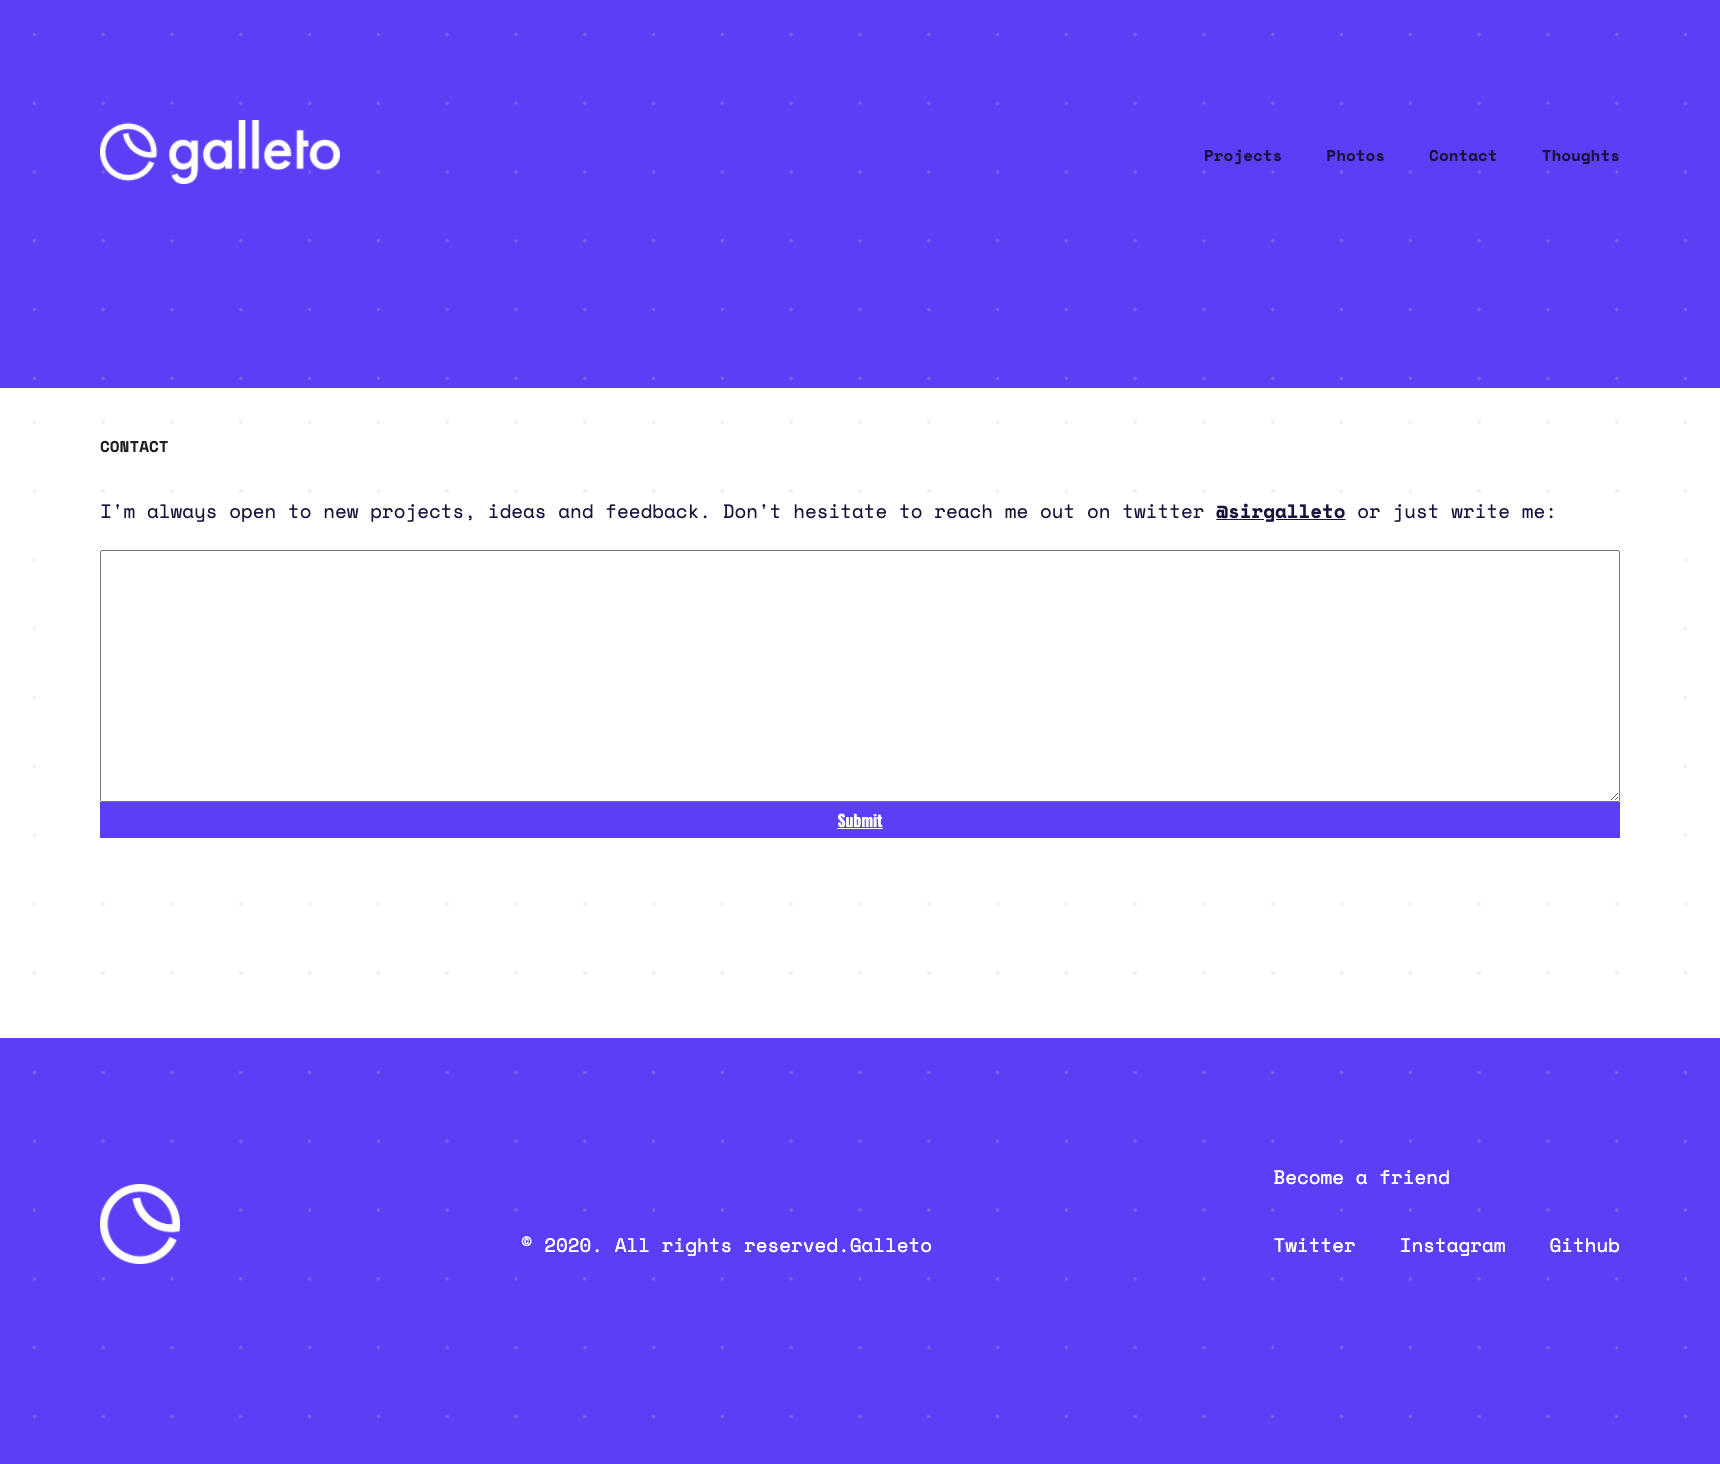 galleto
Projects Photos Contact Thoughts
CONTACT
I'm always open to new projects, ideas and feedback. Don't hesitate to reach me out on twitter @sirgalleto or just write me:
Submit
Become a friend
© 2020. All rights reserved.Galleto
Twitter Instagram Github